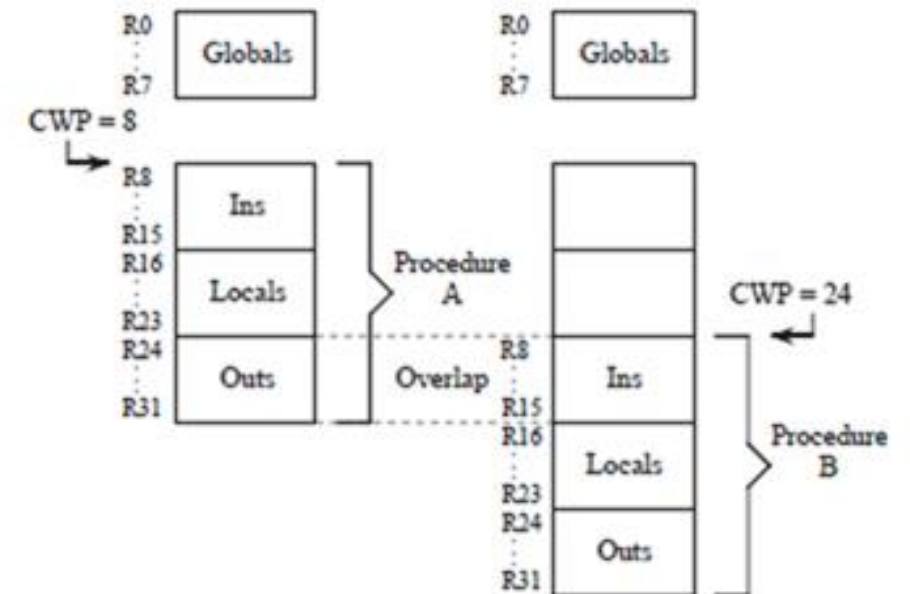 R0
Globals
R7
CWP = 8
R8
Ins
R15
R16
Locals
R23
R24
Outs
R31
Procedure
A
Overlap
R0
Globals
R7
CWP = 24
R8
Ins
R15
R16
Locals
R23
R24
Outs
R31
Procedure
B